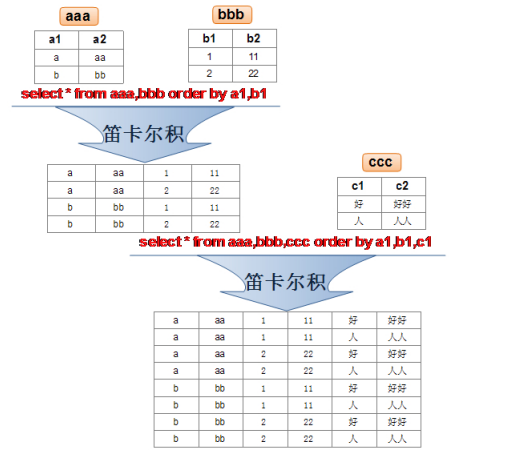 aaa
bbb
a1 a2
b1 b2
a aa
1 11
b bb
2 22
select * from aaa,bbb order by a1,b1
笛卡尔积
a aa 1 11
a aa 2 22
b bb 1 11
b bb 2 22
ccc
c1 c2
好 好好
人 人人
select * from aaa,bbb,ccc order by a1,b1,c1
笛卡尔积
a aa 1 11 好 好好
a aa 1 11 人 人人
a aa 2 22 好 好好
a aa 2 22 人 人人
b bb 1 11 好 好好
b bb 1 11 人 人人
b bb 2 22 好 好好
b bb 2 22 人 人人